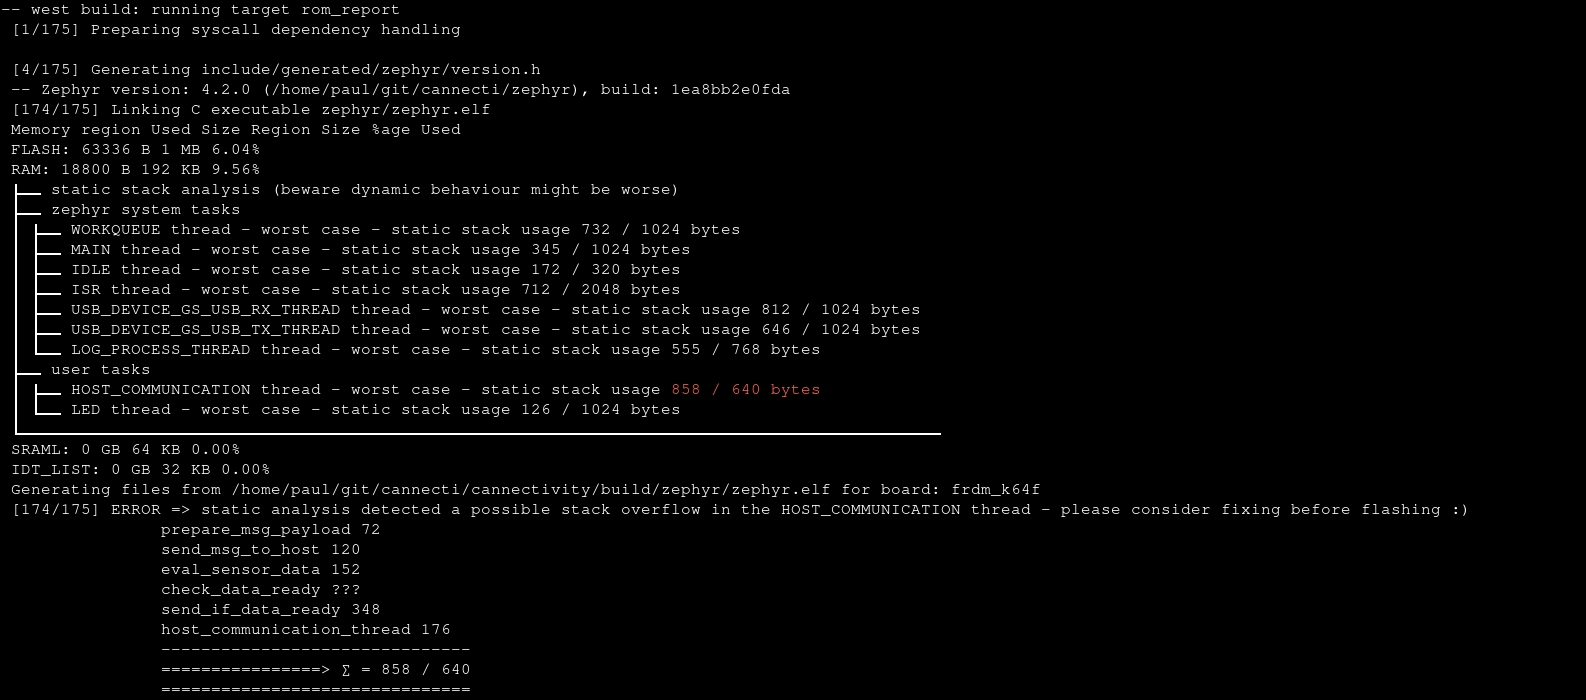 -- west build: running target rom_report
[1/175] Preparing syscall dependency handling
[4/175] Generating include/generated/zephyr/version.h
-- Zephyr version: 4.2.0 (/home/paul/git/cannecti/zephyr), build: 1ea8bb2e0fda
[174/175] Linking C executable zephyr/zephyr.elf
Memory region Used Size Region Size %age Used
FLASH: 63336 B 1 MB 6.04%
RAM: 18800 B 192 KB 9.56%
static stack analysis (beware dynamic behaviour might be worse)
zephyr system tasks
WORKQUEUE thread - worst case - static stack usage 732 / 1024 bytes
MAIN thread - worst case - static stack usage 345 / 1024 bytes
IDLE thread - worst case - static stack usage 172 / 320 bytes
ISR thread - worst case - static stack usage 712 / 2048 bytes
USB_DEVICE_GS_USB_RX_THREAD thread - worst case - static stack usage 812 / 1024 bytes
USB_DEVICE_GS_USB_TX_THREAD thread - worst case - static stack usage 646 / 1024 bytes
LOG_PROCESS_THREAD thread - worst case - static stack usage 555 / 768 bytes
user tasks
HOST_COMMUNICATION thread - worst case - static stack usage 858 / 640 bytes
LED thread - worst case - static stack usage 126 / 1024 bytes
SRAML: 0 GB 64 KB 0.00%
IDT_LIST: 0 GB 32 KB 0.00%
Generating files from /home/paul/git/cannecti/cannectivity/build/zephyr/zephyr.elf for board: frdm_k64f
[174/175] ERROR => static analysis detected a possible stack overflow in the HOST_COMMUNICATION thread - please consider fixing before flashing :)
prepare_msg_payload 72
send_msg_to_host 120
eval_sensor_data 152
check_data_ready ???
send_if_data_ready 348
host_communication_thread 176
-------------------------------
================> ∑ = 858 / 640
===============================